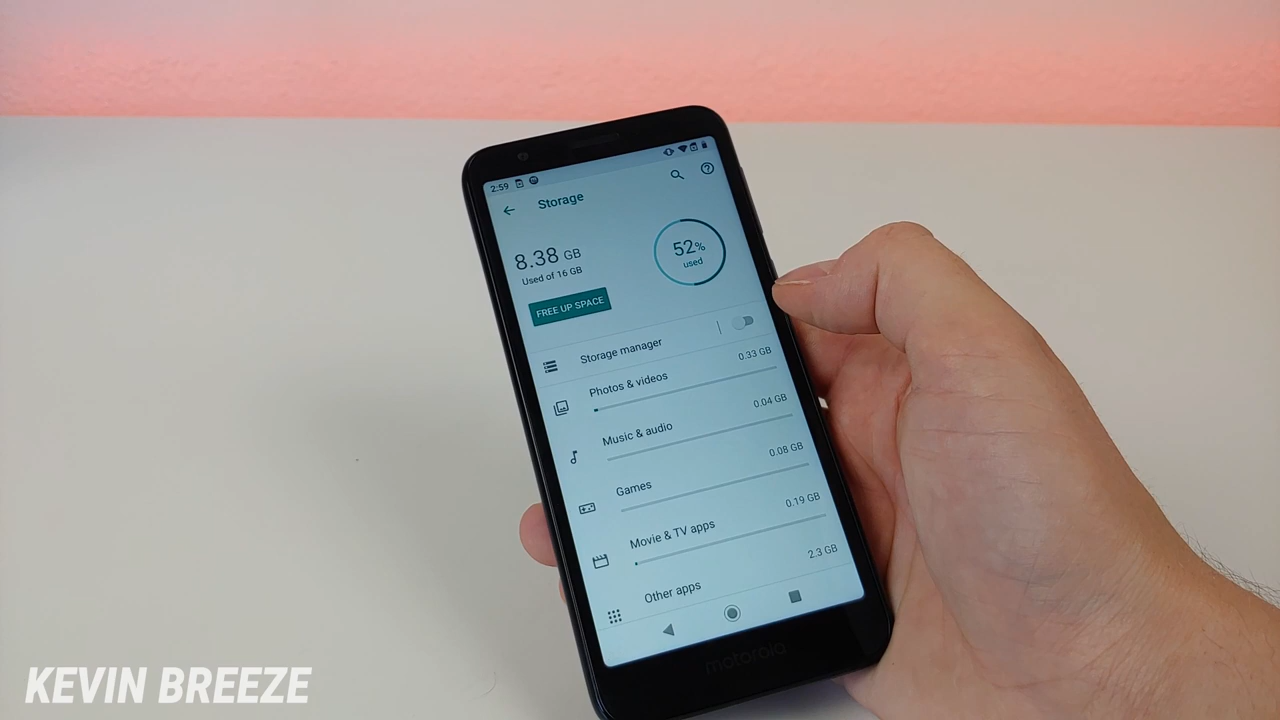 2:59
Storage
8.38 GB
Used of 16 GB
52%
used
FREE UP SPACE
Storage manager
Photos & videos
0.33 GB
Music & audio
0.04 GB
Games
0.08 GB
Movie & TV apps
0.19 GB
Other apps
2.3 GB
motorola
KEVIN BREEZE